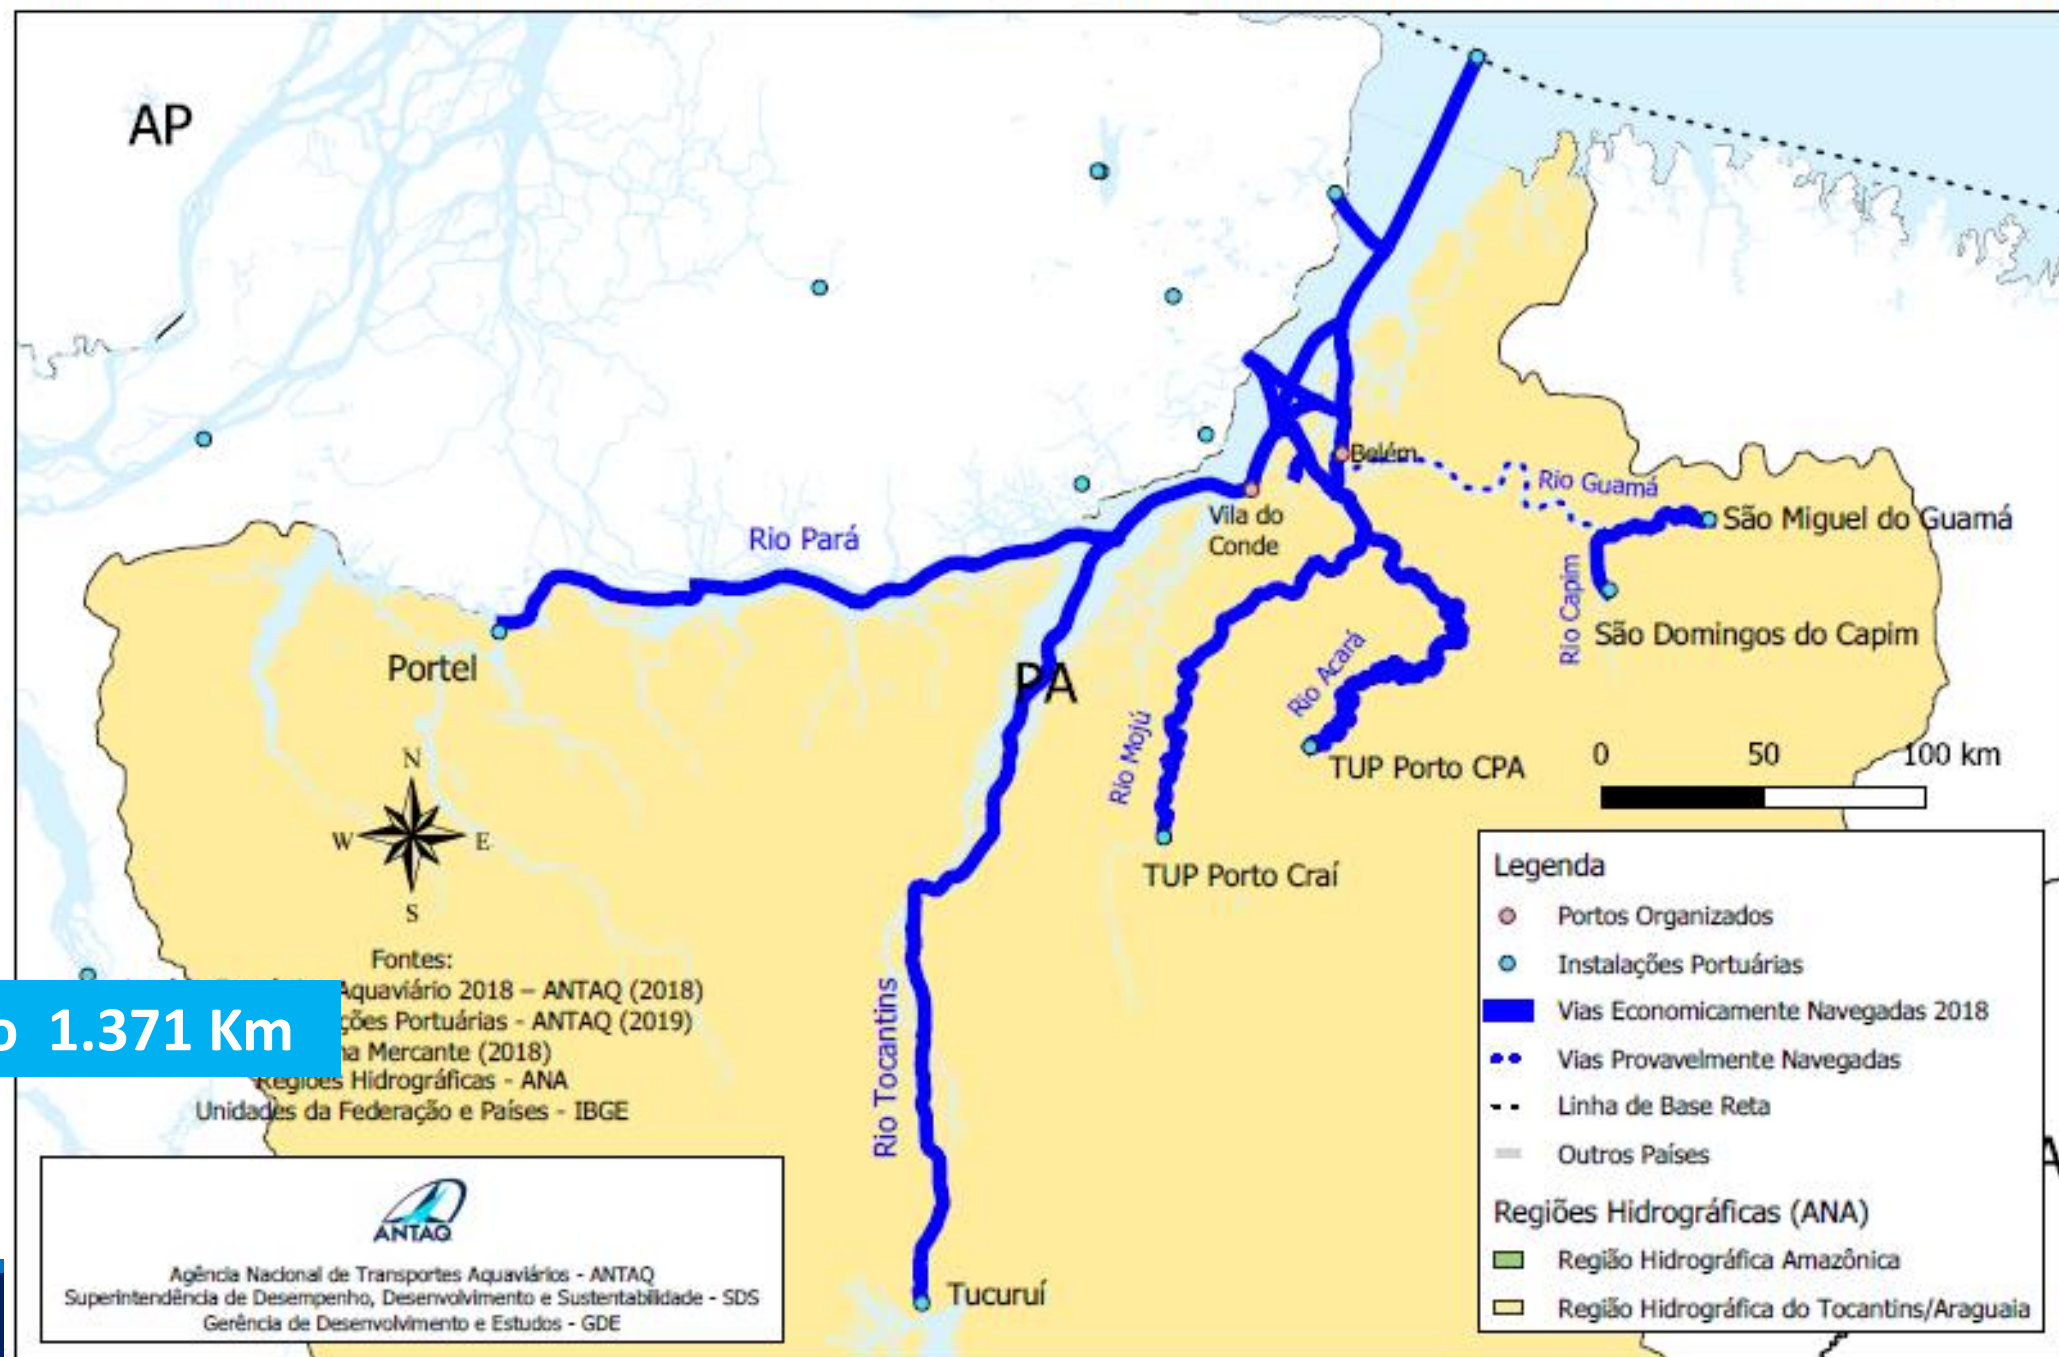 AP
Belém
Rio Guamá
São Miguel do Guamá
Vila do
Conde
Rio Pará
Rio Capim
São Domingos do Capim
Portel
PA
Rio Acará
Rio Mojú
TUP Porto CPA
0 50 100 km
TUP Porto Craí
N
W E
S
Fontes:
Aquaviário 2018 – ANTAQ (2018)
ções Portuárias - ANTAQ (2019)
o 1.371 Km
Mercante (2018)
Regiões Hidrográficas - ANA
Unidades da Federação e Países - IBGE
Rio Tocantins
Tucuruí
ANTAQ
Agência Nacional de Transportes Aquaviários - ANTAQ
Superintendência de Desempenho, Desenvolvimento e Sustentabilidade - SDS
Gerência de Desenvolvimento e Estudos - GDE
Legenda
Portos Organizados
Instalações Portuárias
Vias Economicamente Navegadas 2018
Vias Provavelmente Navegadas
Linha de Base Reta
Outros Países
Regiões Hidrográficas (ANA)
Região Hidrográfica Amazônica
Região Hidrográfica do Tocantins/Araguaia